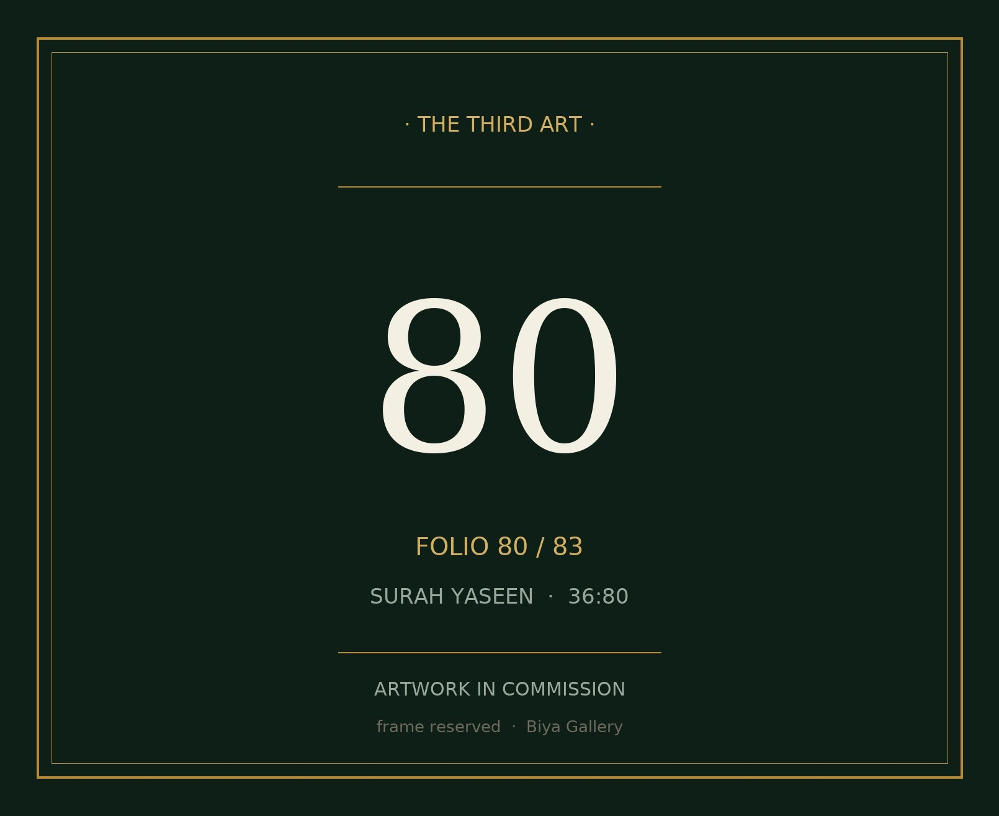 · THE THIRD ART ·
80
FOLIO 80 / 83
SURAH YASEEN · 36:80
ARTWORK IN COMMISSION
frame reserved · Biya Gallery